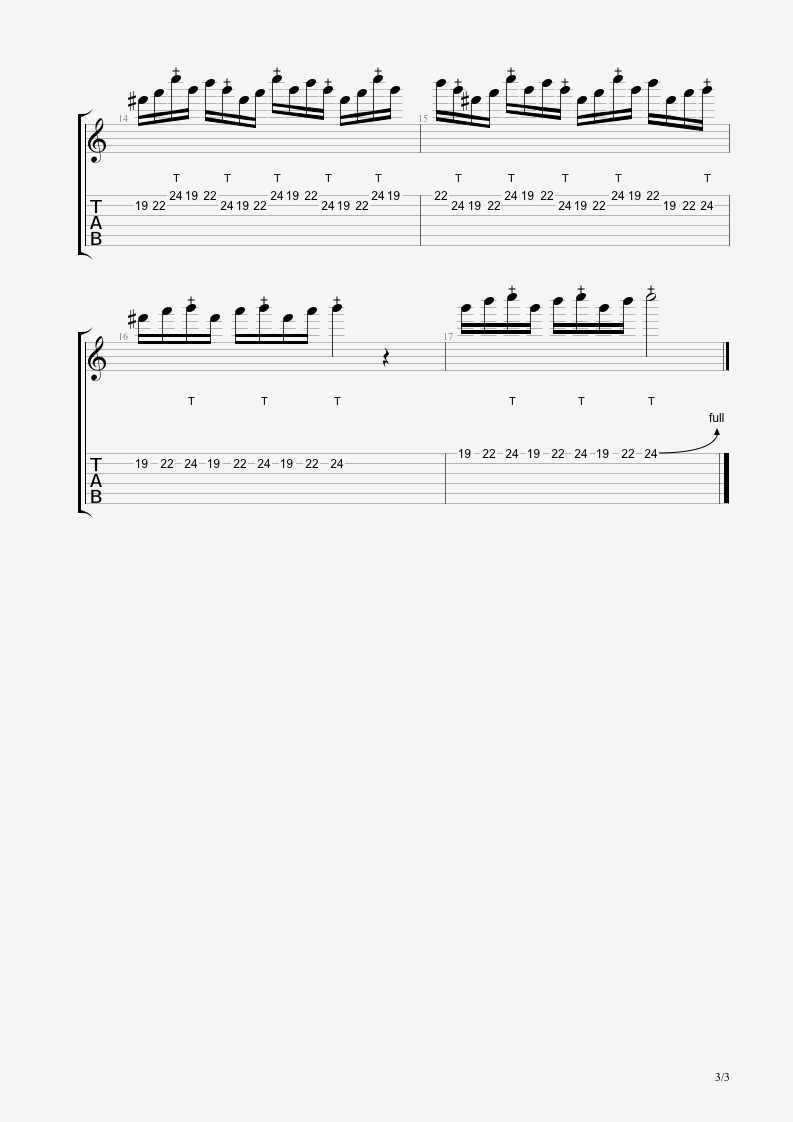 14 15
T T T T T T T T T T
24 19 22 24 19 22 24 19 22 24 19 22 24 19 22
19 22 24 19 22 24 19 22 24 19 22 24 19 22 19 22 24
T
A
B
16 17
T T T T T T
full
19 22 24 19 22 24 19 22 24
19 22 24 19 22 24 19 22 24
T
A
B
3/3